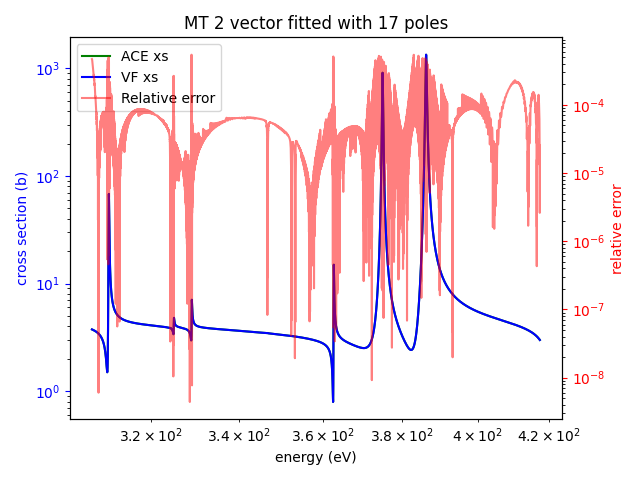 MT 2 vector fitted with 17 poles
ACE xs
VF xs
Relative error
cross section (b)
10³
10²
10¹
10⁰
relative error
10⁻⁴
10⁻⁵
10⁻⁶
10⁻⁷
10⁻⁸
3.2 × 10² 3.4 × 10² 3.6 × 10² 3.8 × 10² 4 × 10² 4.2 × 10²
energy (eV)